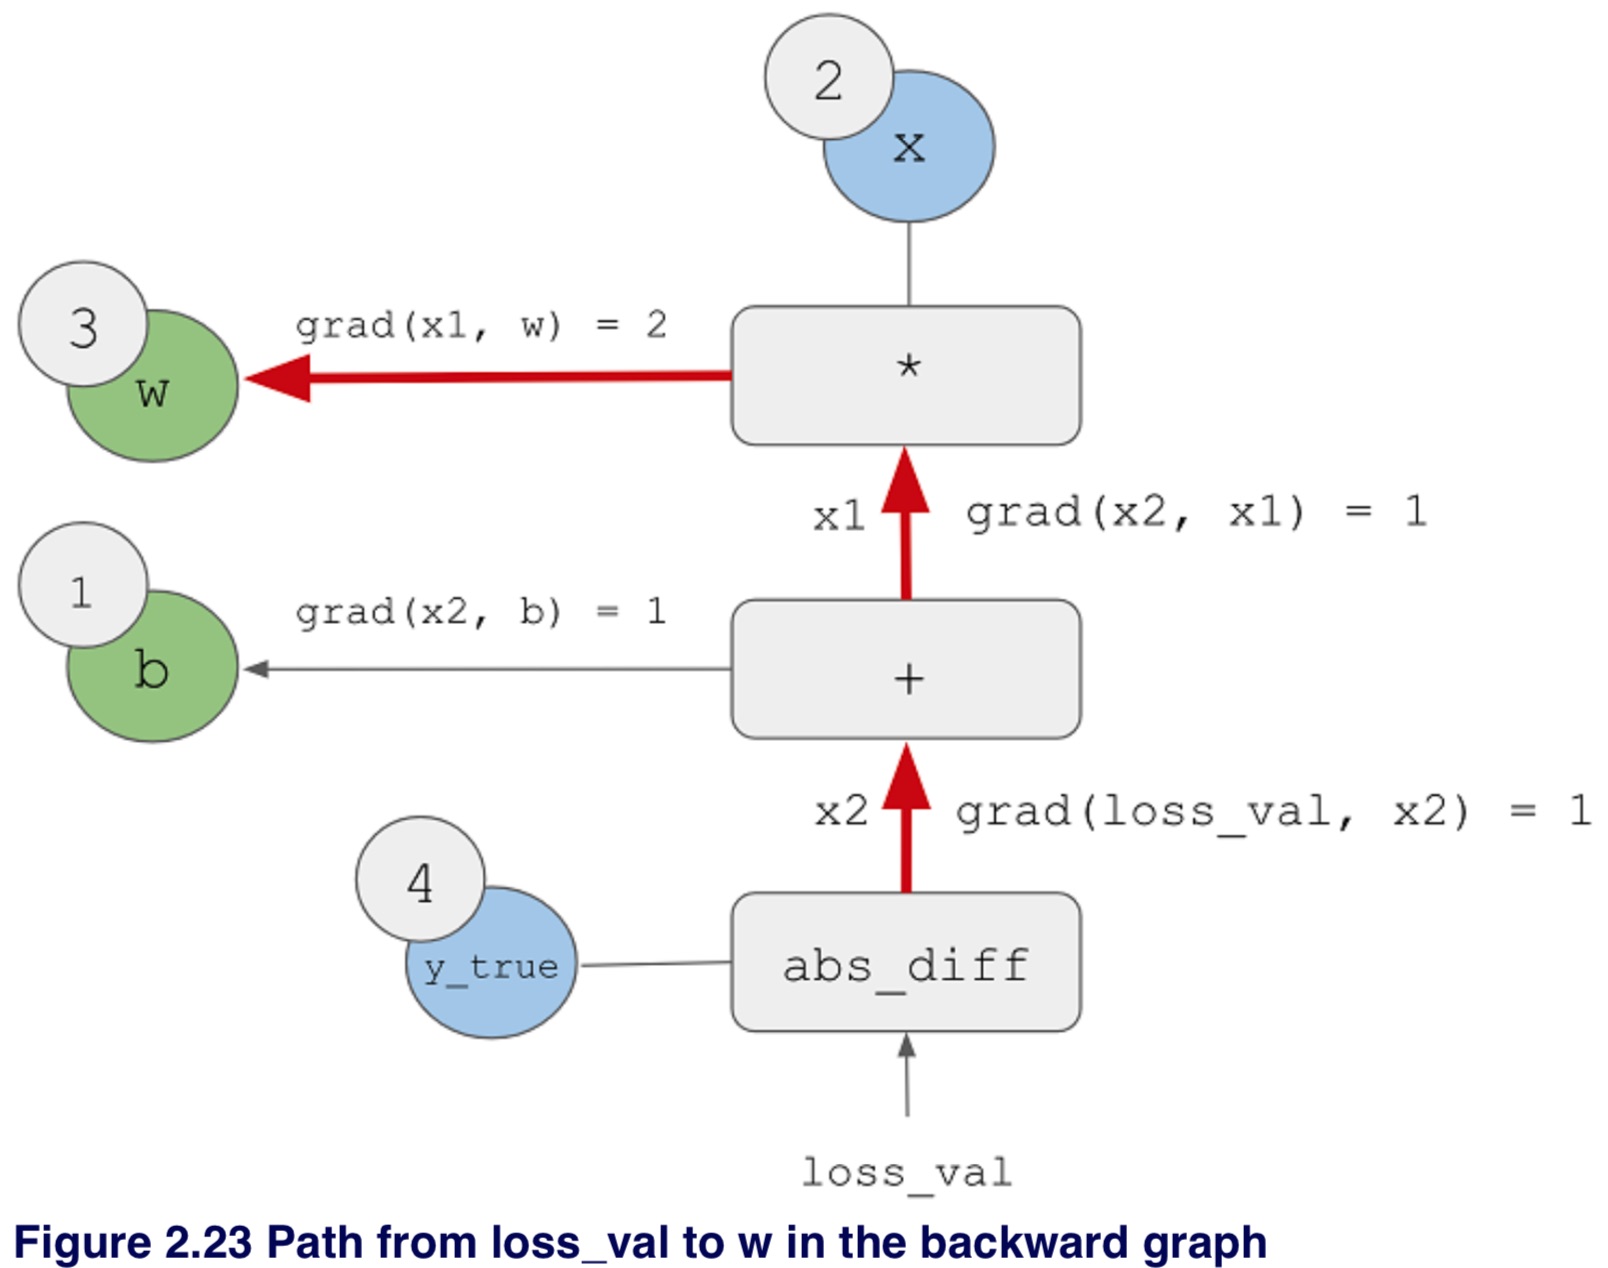 2
x
3
w
grad(x1, w) = 2
*
x1
grad(x2, x1) = 1
1
b
grad(x2, b) = 1
+
x2
grad(loss_val, x2) = 1
4
y_true
abs_diff
loss_val
Figure 2.23 Path from loss_val to w in the backward graph